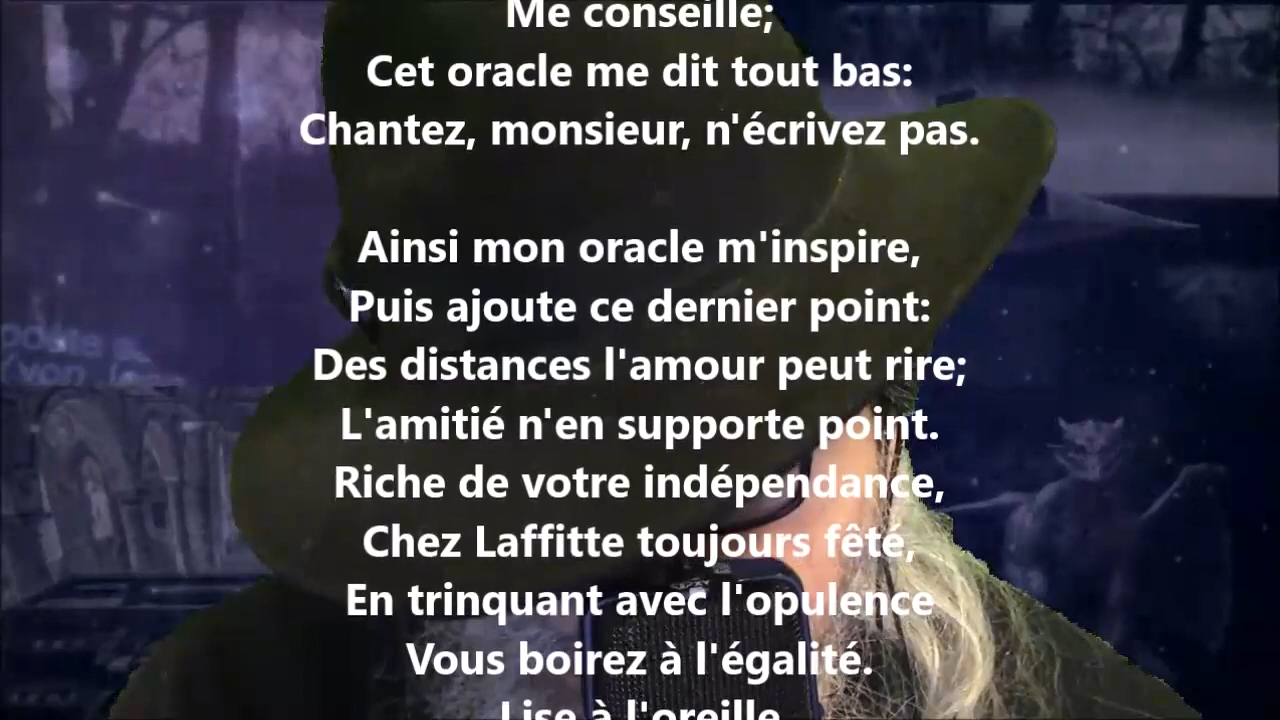 Me conseille;
Cet oracle me dit tout bas:
Chantez, monsieur, n'écrivez pas.
Ainsi mon oracle m'inspire,
Puis ajoute ce dernier point:
Des distances l'amour peut rire;
L'amitié n'en supporte point.
Riche de votre indépendance,
Chez Laffitte toujours fêté,
En trinquant avec l'opulence
Vous boirez à l'égalité.
Lise à l'oreille